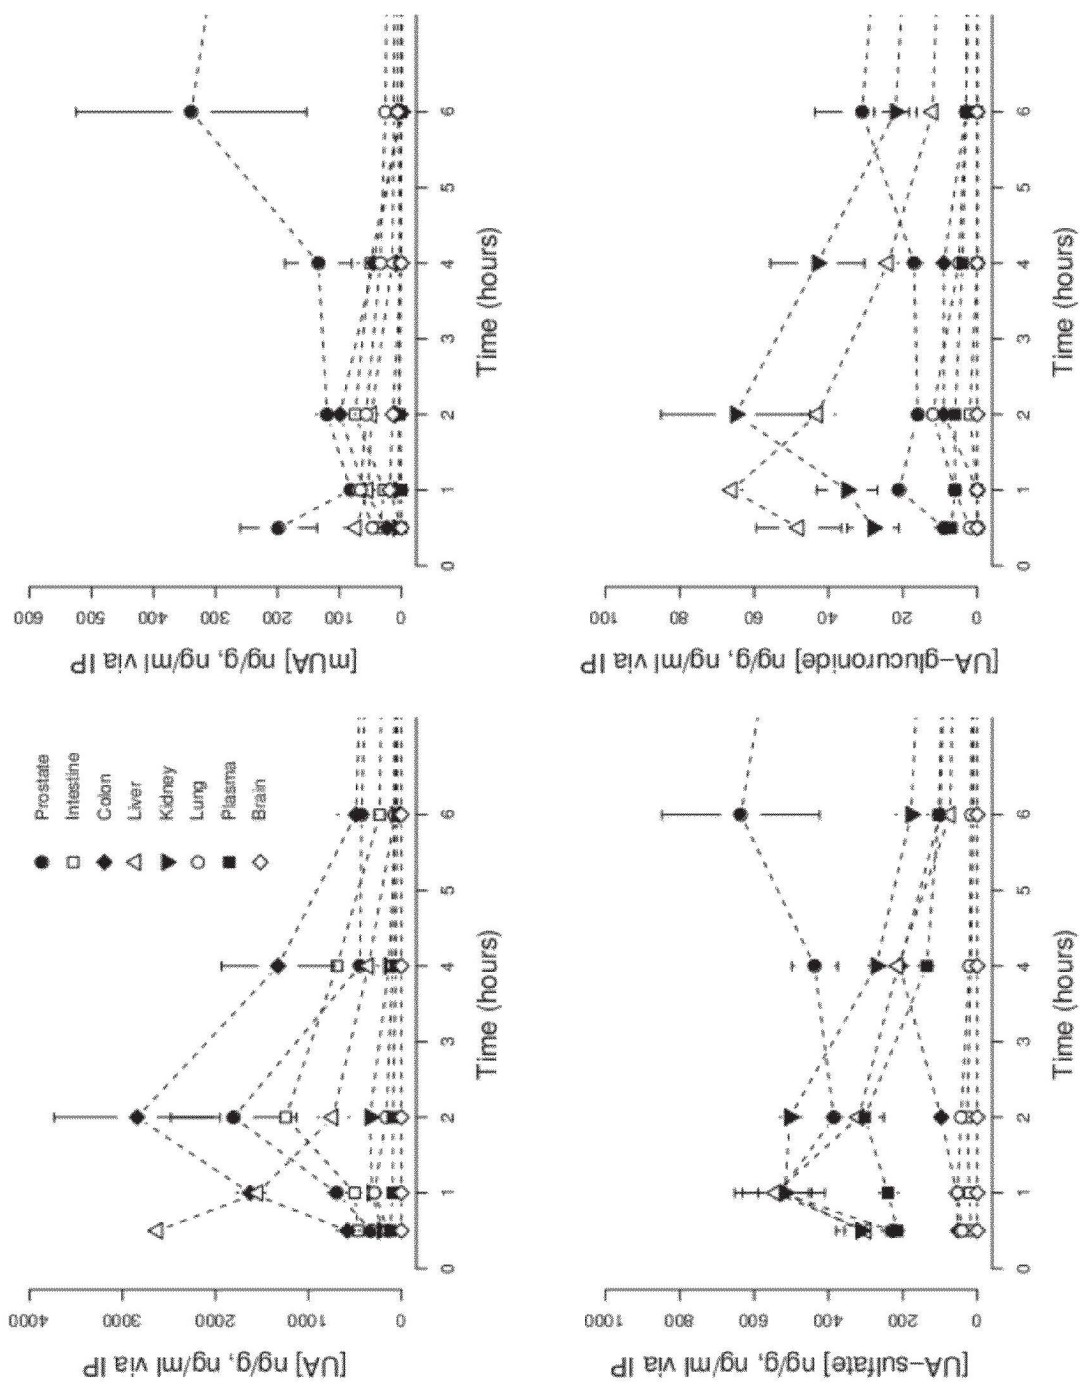 [UA] ng/g, ng/ml via IP
0 1000 2000 3000 4000
0 1 2 4 6
3 5
Time (hours)
Prostate
Intestine
Colon
Liver
Kidney
Lung
Plasma
Brain
[mUA] ng/g, ng/ml via IP
0 100 200 300 400 500 600
0 1 2 3 4 5 6
Time (hours)
[UA-sulfate] ng/g, ng/ml via IP
0 200 400 600 800 1000
0 1 2 3 4 5 6
Time (hours)
[UA-glucuronide] ng/g, ng/ml via IP
0 20 40 60 80 100
0 1 2 3 4 5 6
Time (hours)